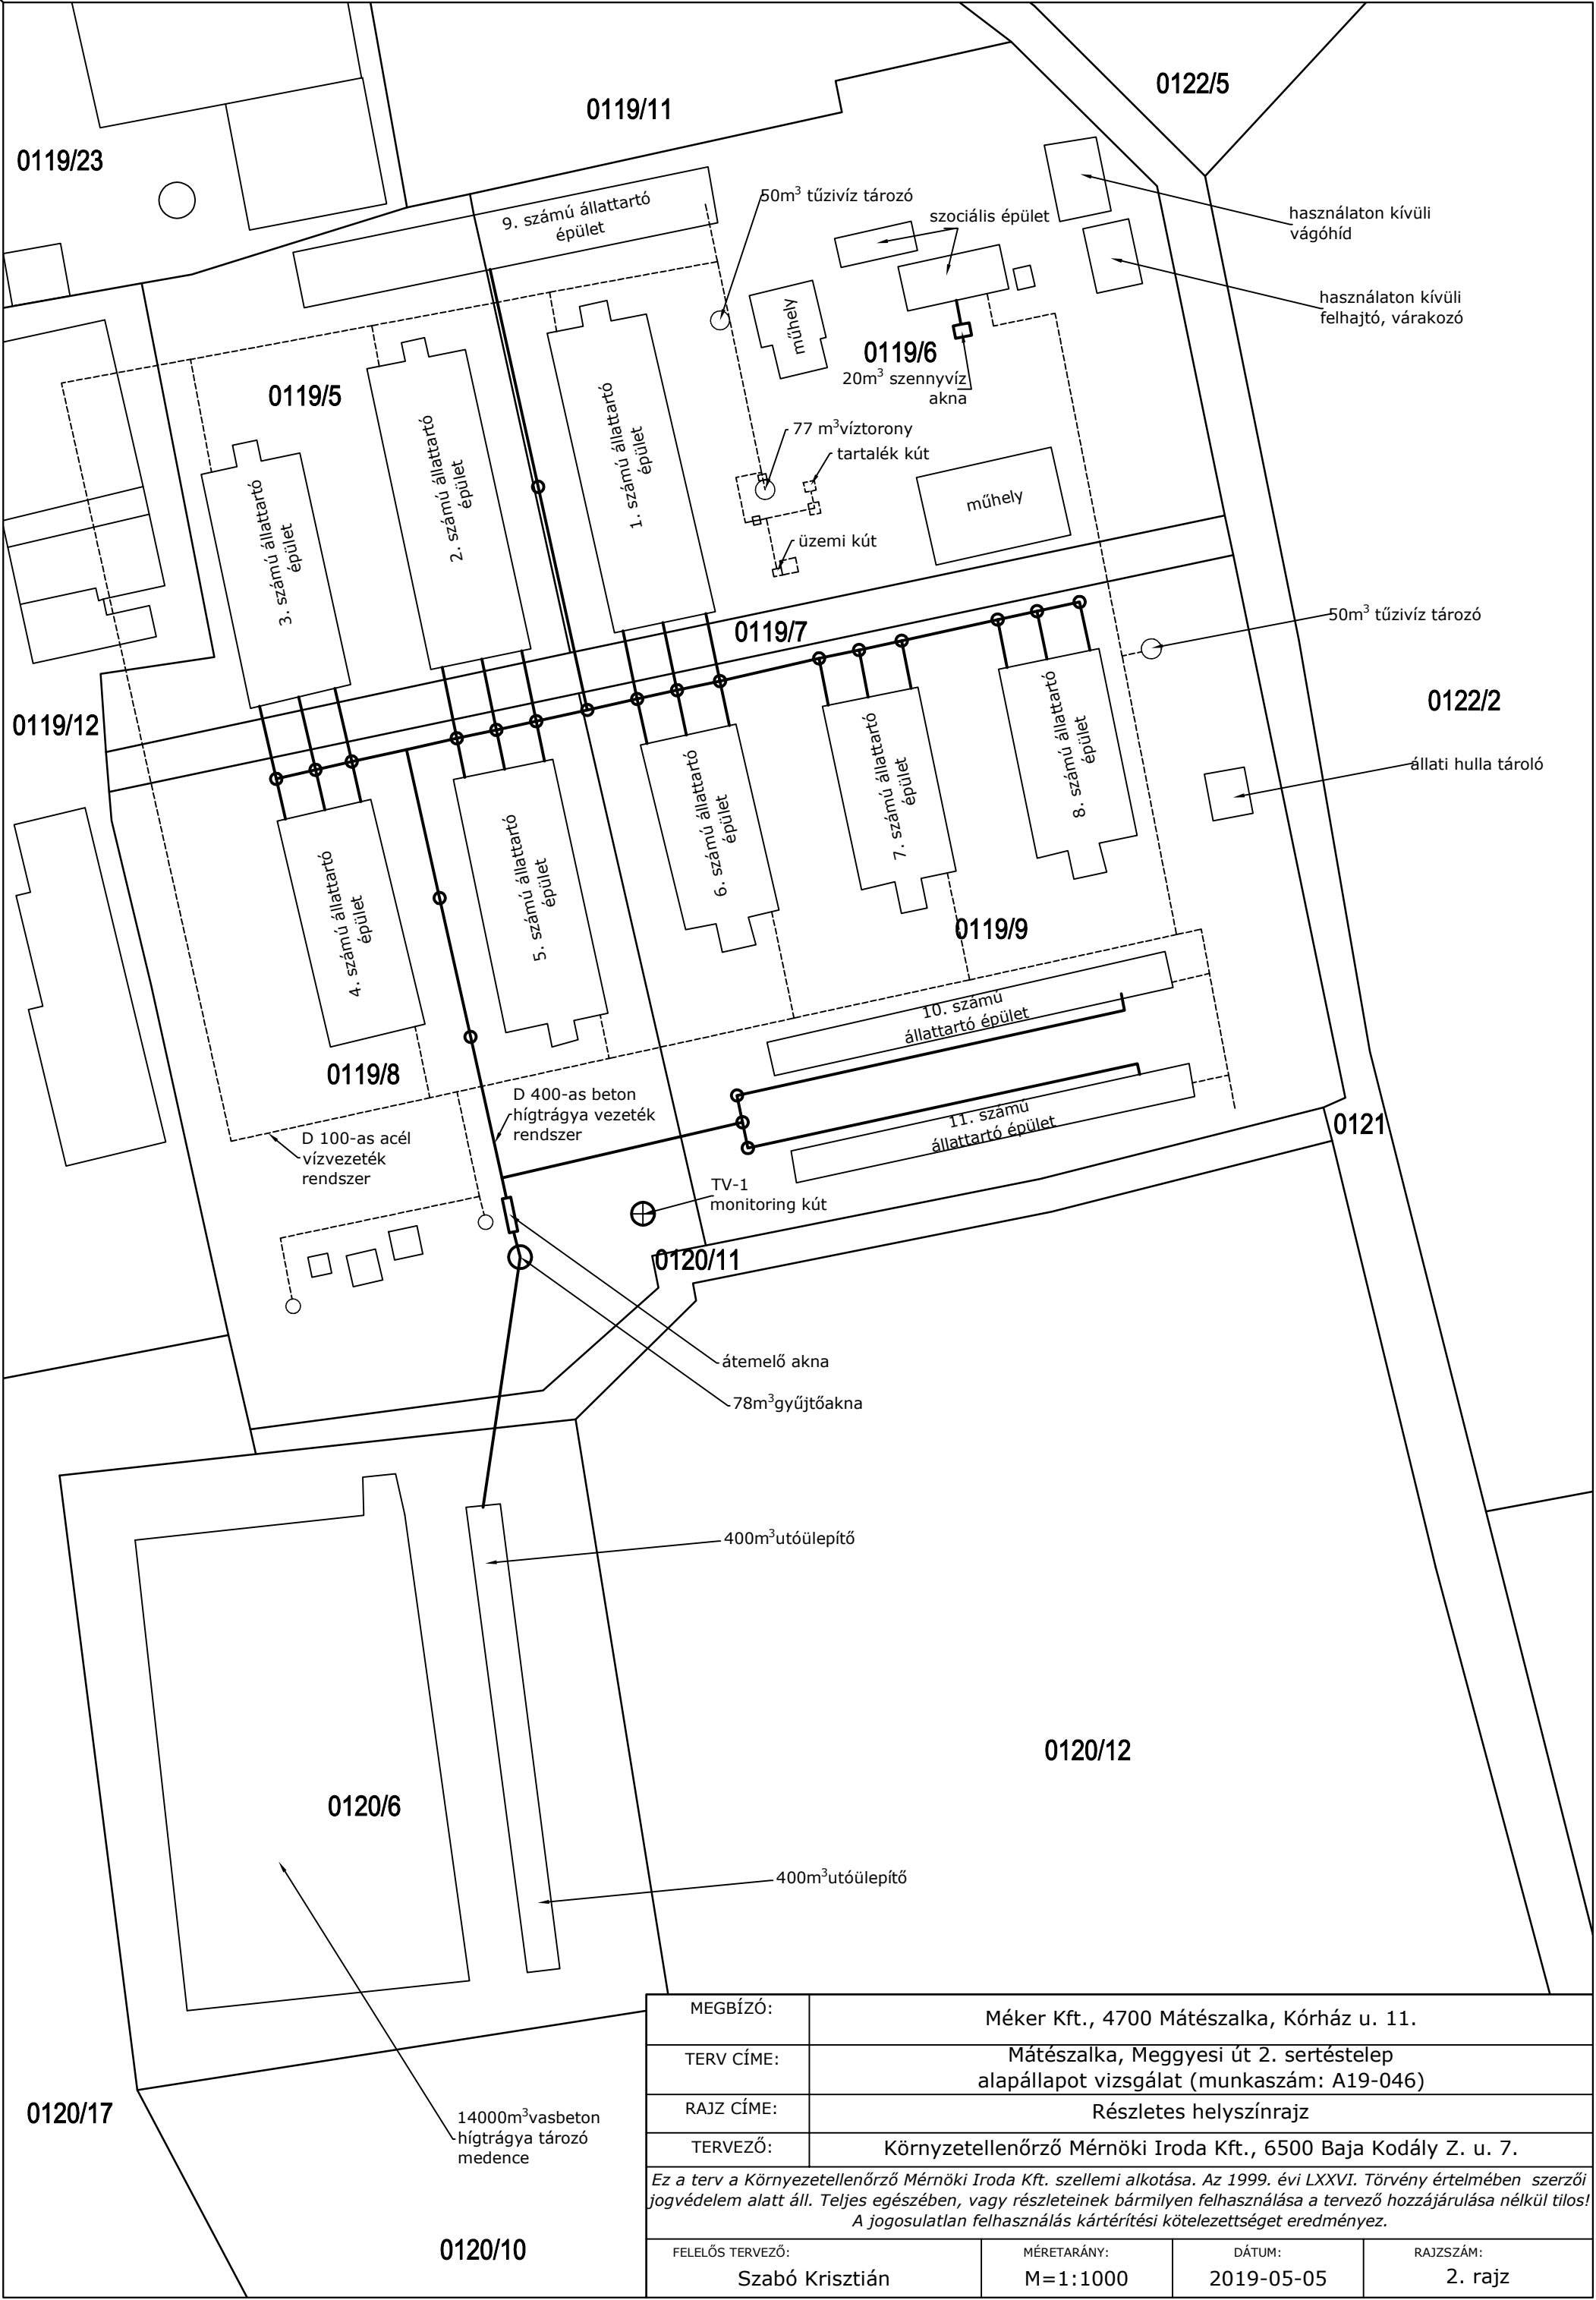 0122/5
0119/11
0119/23
50m³ tűzivíz tározó
9. számú állattartó
épület
szociális épület
használaton kívüli
vágóhíd
használaton kívüli
felhajtó, várakozó
műhely
0119/6
20m³ szennyvíz
akna
0119/5
77 m³víztorony
tartalék kút
1. számú állattartó
épület
2. számú állattartó
épület
3. számú állattartó
épület
műhely
üzemi kút
50m³ tűzivíz tározó
0119/7
0122/2
0119/12
állati hulla tároló
8. számú állattartó
épület
7. számú állattartó
épület
6. számú állattartó
épület
5. számú állattartó
épület
4. számú állattartó
épület
0119/9
10. számú
állattartó épület
0119/8
D 400-as beton
hígtrágya vezeték
rendszer
11. számú
állattartó épület
0121
D 100-as acél
vízvezeték
rendszer
TV-1
monitoring kút
0120/11
átemelő akna
78m³gyűjtőakna
400m³utóülepítő
0120/12
0120/6
400m³utóülepítő
0120/17
14000m³vasbeton
hígtrágya tározó
medence
0120/10
MEGBÍZÓ:
Méker Kft., 4700 Mátészalka, Kórház u. 11.
TERV CÍME:
Mátészalka, Meggyesi út 2. sertéstelep
alapállapot vizsgálat (munkaszám: A19-046)
RAJZ CÍME:
Részletes helyszínrajz
TERVEZŐ:
Környzetellenőrző Mérnöki Iroda Kft., 6500 Baja Kodály Z. u. 7.
Ez a terv a Környezetellenőrző Mérnöki Iroda Kft. szellemi alkotása. Az 1999. évi LXXVI. Törvény értelmében szerzői
jogvédelem alatt áll. Teljes egészében, vagy részleteinek bármilyen felhasználása a tervező hozzájárulása nélkül tilos!
A jogosulatlan felhasználás kártérítési kötelezettséget eredményez.
FELELŐS TERVEZŐ:
Szabó Krisztián
MÉRETARÁNY:
M=1:1000
DÁTUM:
2019-05-05
RAJZSZÁM:
2. rajz